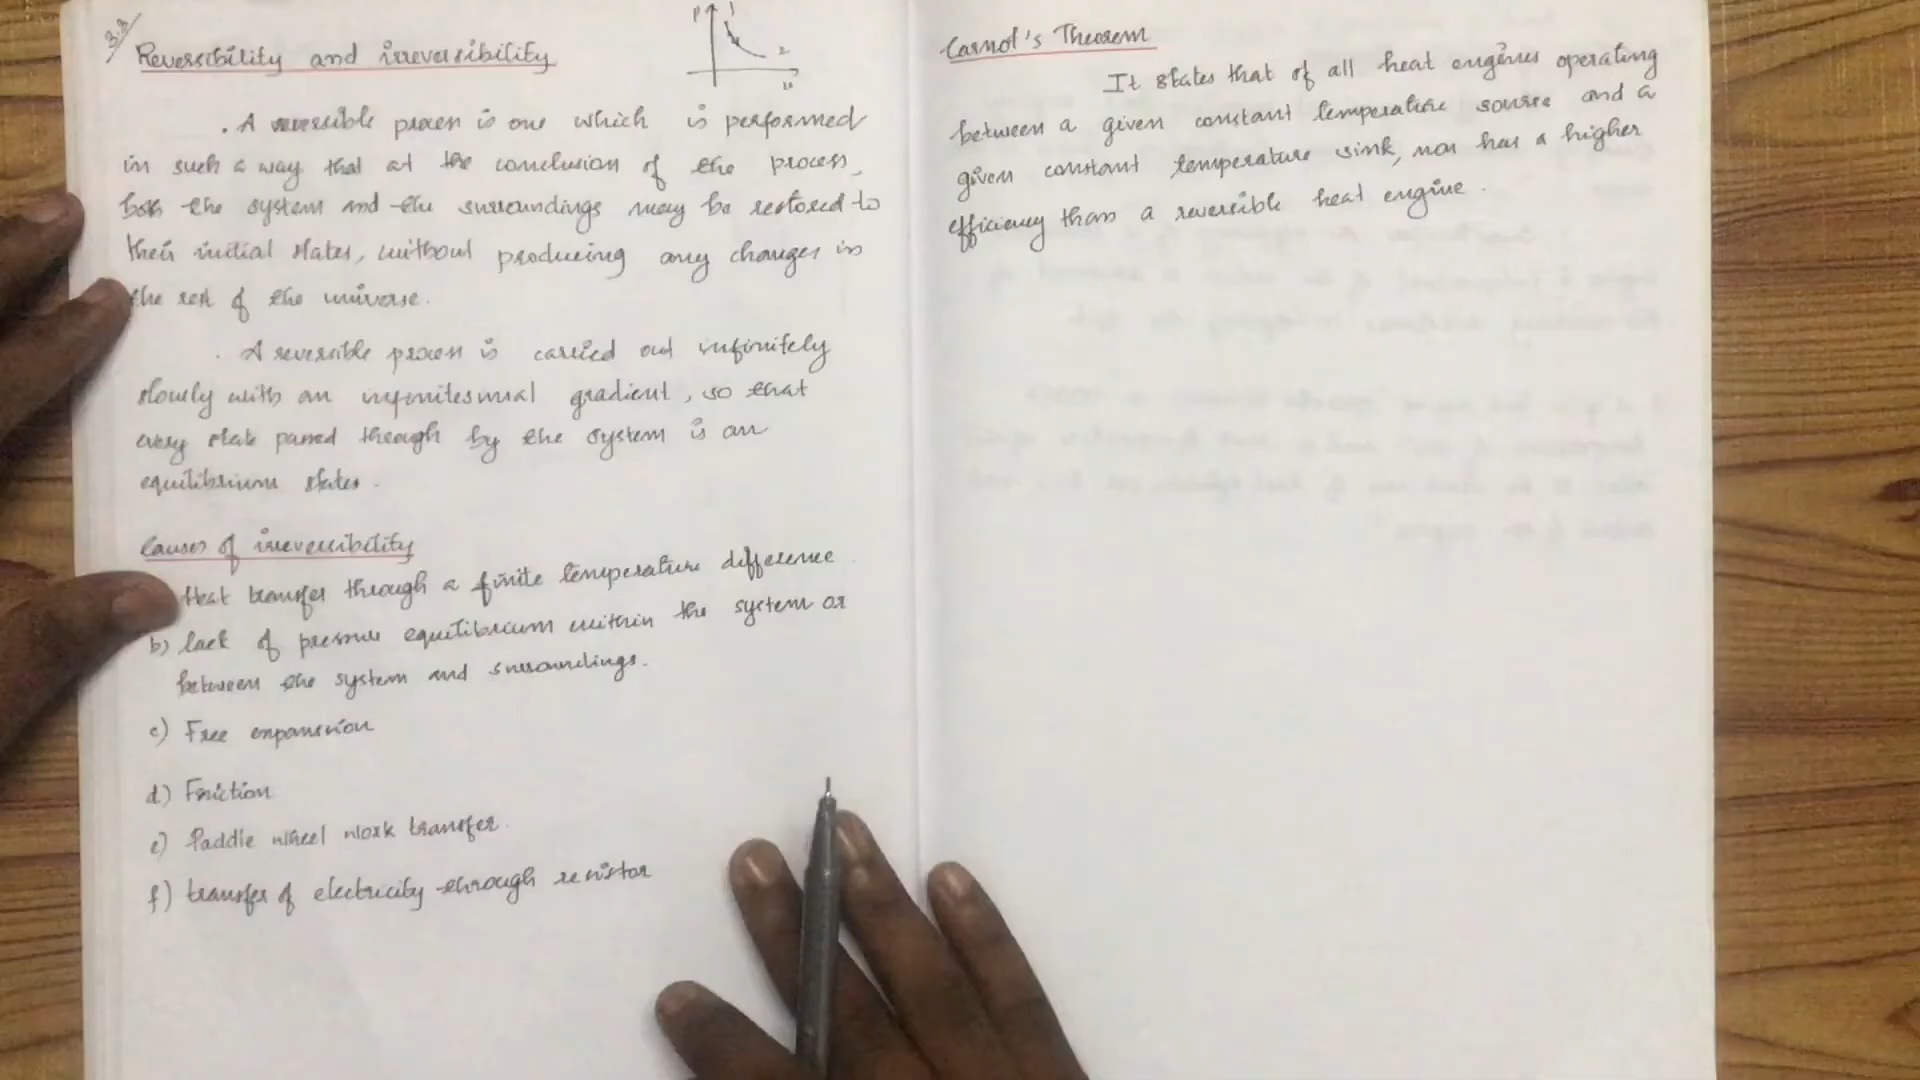 3.3
Reversibility and irreversibility
P 1
2
v
. A reversible process is one which is performed
in such a way that at the conclusion of the process,
both the system and the surroundings may be restored to
their initial states, without producing any changes in
the rest of the universe.
. A reversible process is carried out infinitely
slowly with an infinitesimal gradient, so that
every state passed through by the system is an
equilibrium states.
Causes of irreversibility
Heat transfer through a finite temperature difference.
b) lack of pressure equilibrium within the system or
between the system and surroundings.
c) Free expansion
d) Friction
e) Paddle wheel work transfer.
f) transfer of electricity through resistor
Carnot's Theorem
It states that of all heat engines operating
between a given constant temperature source and a
given constant temperature sink, non has a higher
efficiency than a reversible heat engine.